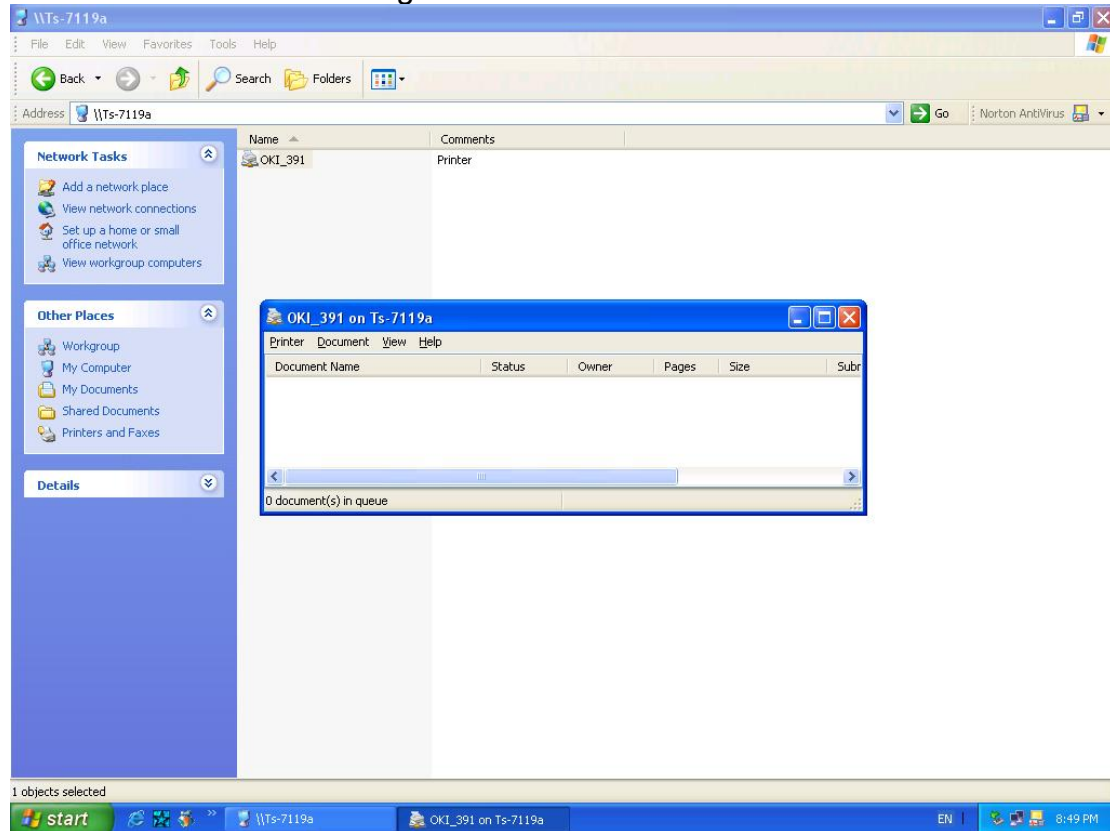 \\Ts-7119a
File Edit View Favorites Tools Help
Back Search Folders
Address \\Ts-7119a Go Norton AntiVirus
Name Comments
OKI_391 Printer
Network Tasks
Add a network place
View network connections
Set up a home or small
office network
View workgroup computers
Other Places
Workgroup
My Computer
My Documents
Shared Documents
Printers and Faxes
Details
OKI_391 on Ts-7119a
Printer Document View Help
Document Name Status Owner Pages Size Subr
0 document(s) in queue
1 objects selected
start \\Ts-7119a OKI_391 on Ts-7119a EN 8:49 PM